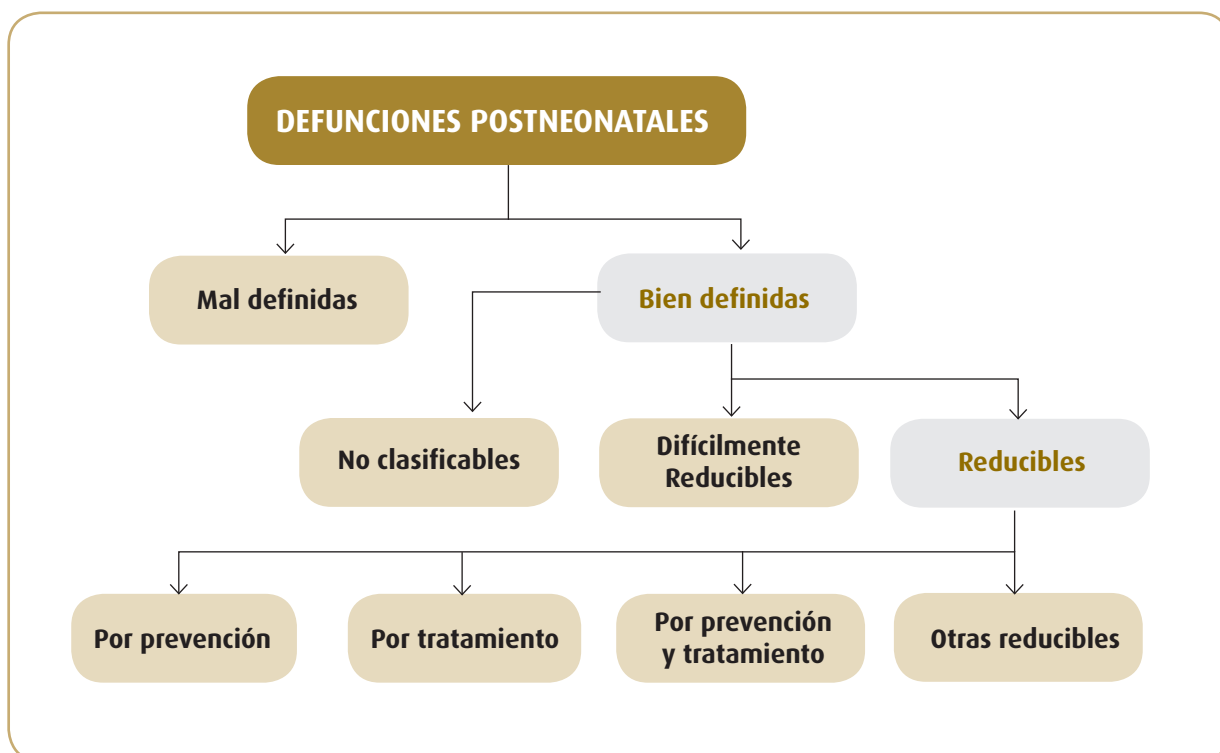 DEFUNCIONES POSTNEONATALES
Mal definidas
Bien definidas
No clasificables
Difícilmente
Reducibles
Reducibles
Por prevención
Por tratamiento
Por prevención
y tratamiento
Otras reducibles